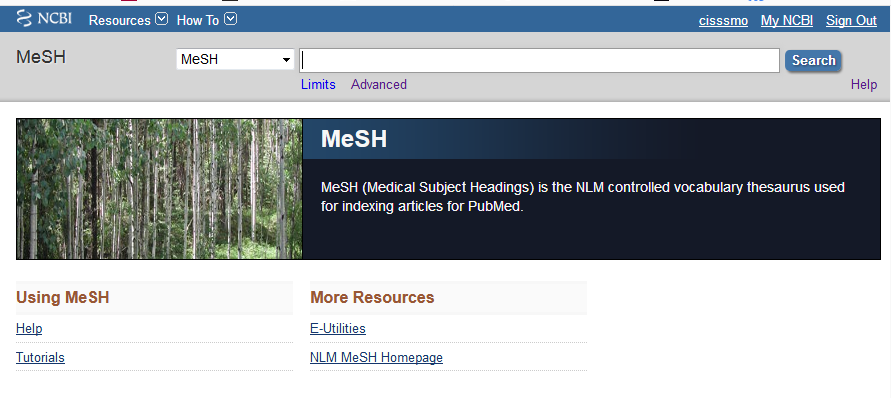 NCBI Resources How To cisssmo My NCBI Sign Out
MeSH MeSH Search
Limits Advanced Help
MeSH
MeSH (Medical Subject Headings) is the NLM controlled vocabulary thesaurus used
for indexing articles for PubMed.
Using MeSH
Help
Tutorials
More Resources
E-Utilities
NLM MeSH Homepage